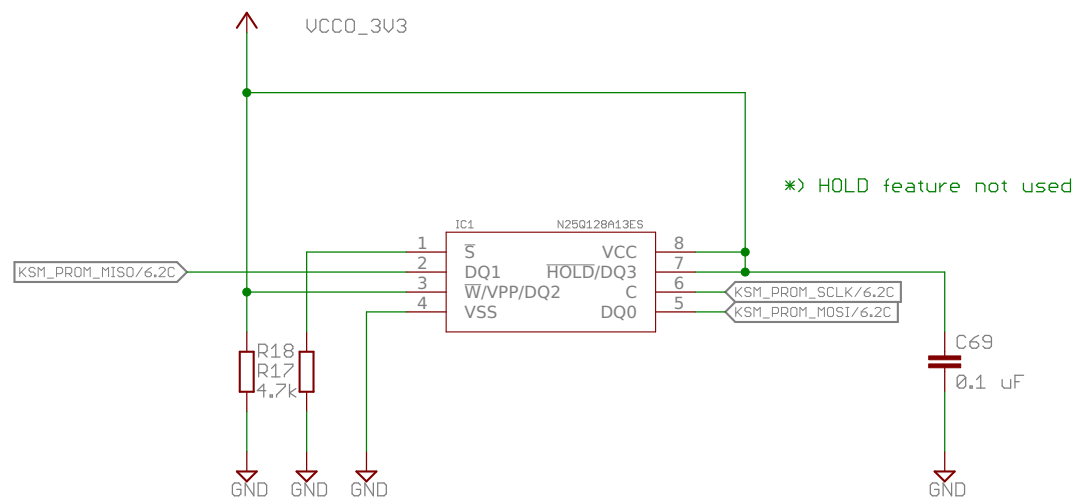 VCCO_3V3
*) HOLD feature not used
IC1 N25Q128A13ES
1 S VCC 8
KSM_PROM_MISO/6.2C 2 DQ1 HOLD/DQ3 7
3 W/VPP/DQ2 C 6 KSM_PROM_SCLK/6.2C
4 VSS DQ0 5 KSM_PROM_MOSI/6.2C
R18
R17
4.7k
C69
0.1 uF
GND GND GND GND